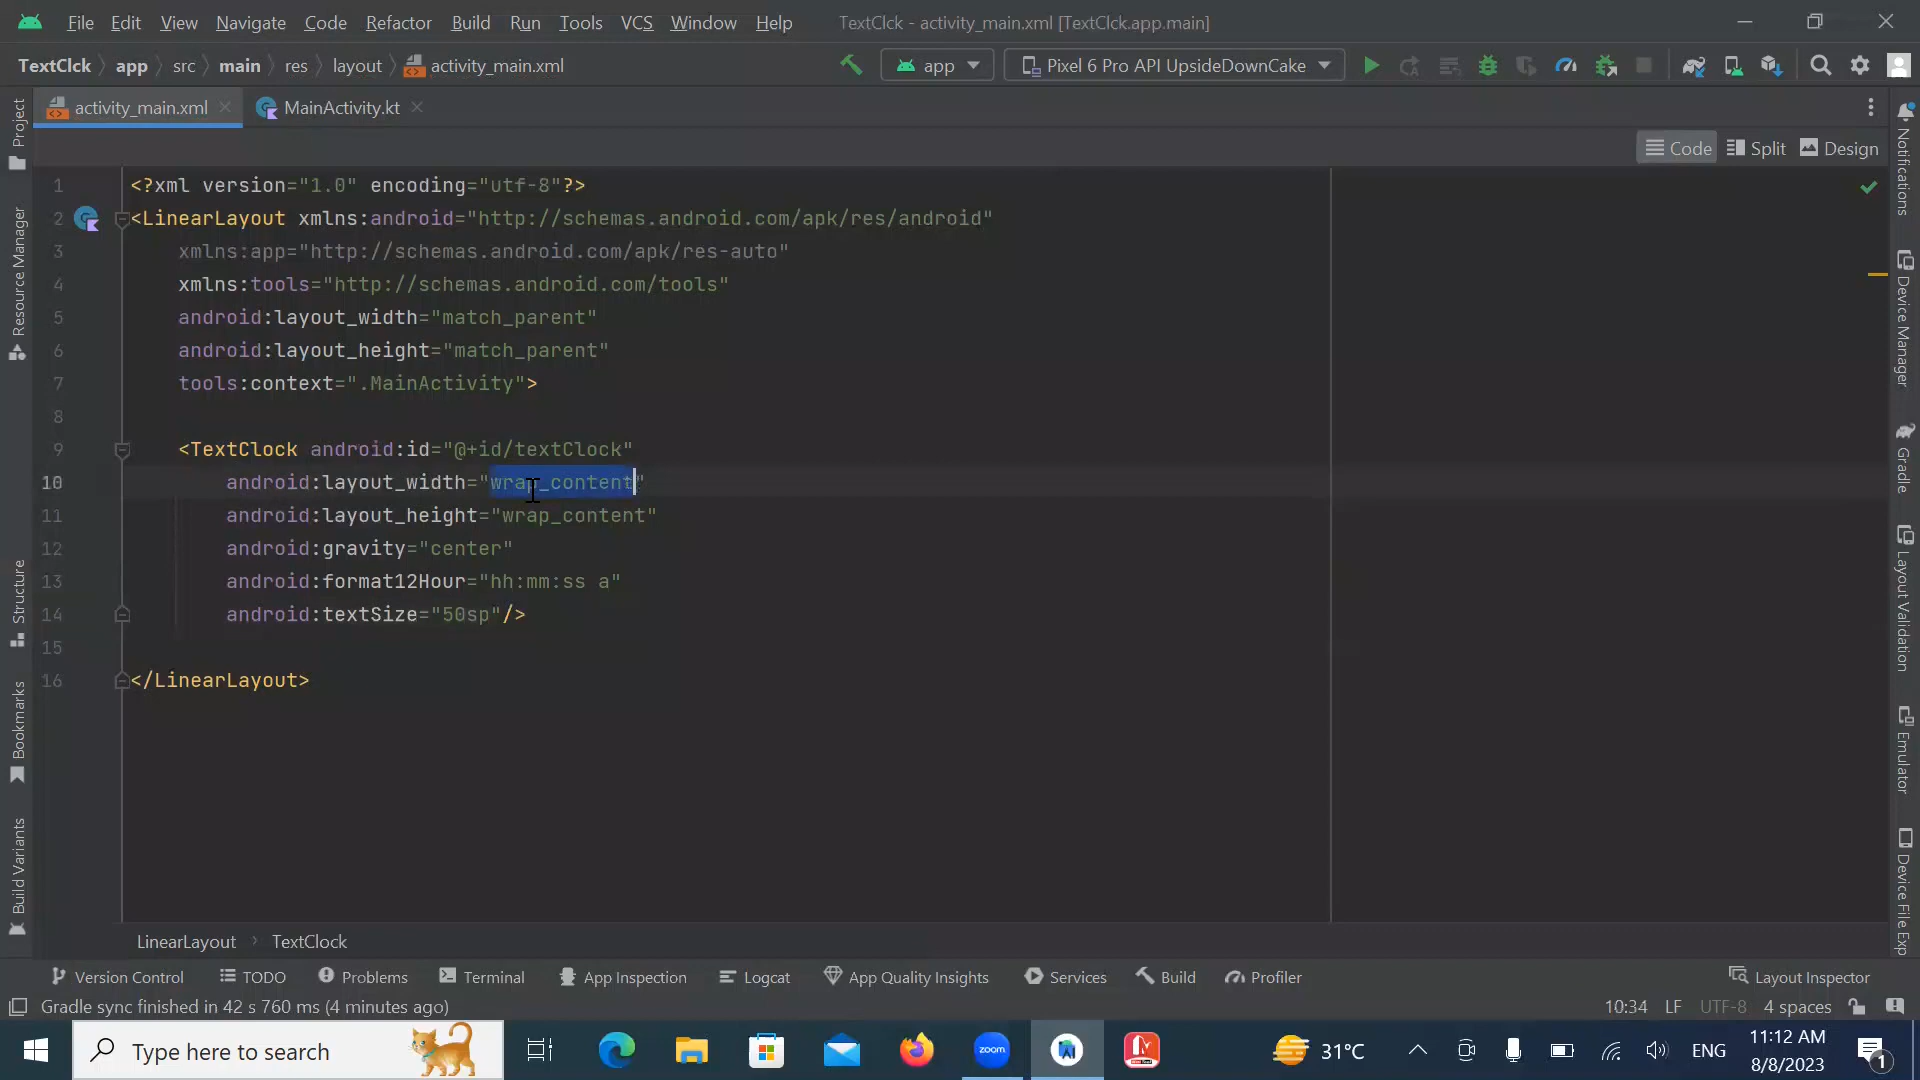 File Edit View Navigate Code Refactor Build Run Tools VCS Window Help TextClck - activity_main.xml [TextClck.app.main]
TextClck app src main res layout activity_main.xml app Pixel 6 Pro API UpsideDownCake
activity_main.xml MainActivity.kt
Code Split Design
1 <?xml version="1.0" encoding="utf-8"?>
2 <LinearLayout xmlns:android="http://schemas.android.com/apk/res/android"
3 xmlns:app="http://schemas.android.com/apk/res-auto"
4 xmlns:tools="http://schemas.android.com/tools"
5 android:layout_width="match_parent"
6 android:layout_height="match_parent"
7 tools:context=".MainActivity">
8
9 <TextClock android:id="@+id/textClock"
10 android:layout_width="wrap_content"
11 android:layout_height="wrap_content"
12 android:gravity="center"
13 android:format12Hour="hh:mm:ss a"
14 android:textSize="50sp"/>
15
16 </LinearLayout>
Project
Resource Manager
Structure
Bookmarks
Build Variants
Notifications
Device Manager
Gradle
Layout Validation
Emulator
Device File Exp
LinearLayout TextClock
Version Control TODO Problems Terminal App Inspection Logcat App Quality Insights Services Build Profiler Layout Inspector
Gradle sync finished in 42 s 760 ms (4 minutes ago) 10:34 LF UTF-8 4 spaces
Type here to search zoom 31°C ENG 11:12 AM 1
8/8/2023